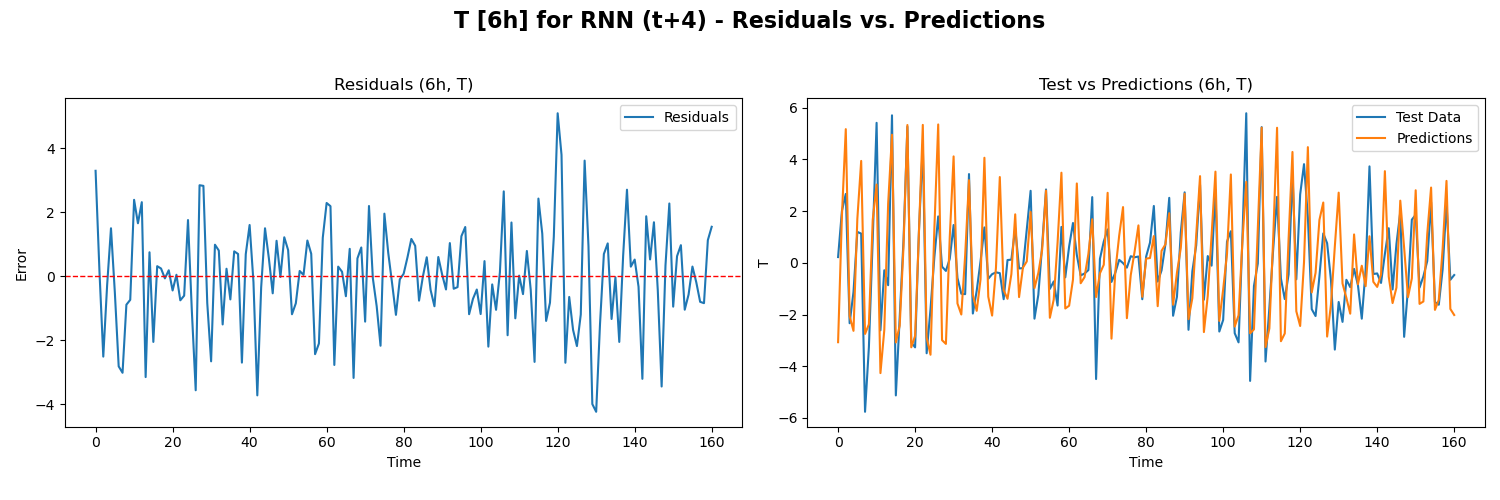 T [6h] for RNN (t+4) - Residuals vs. Predictions
Residuals (6h, T)
Residuals
Error
4
2
0
−2
−4
0 20 40 60 80 100 120 140 160
Time
Test vs Predictions (6h, T)
Test Data
Predictions
T
6
4
2
0
−2
−4
−6
0 20 40 60 80 100 120 140 160
Time